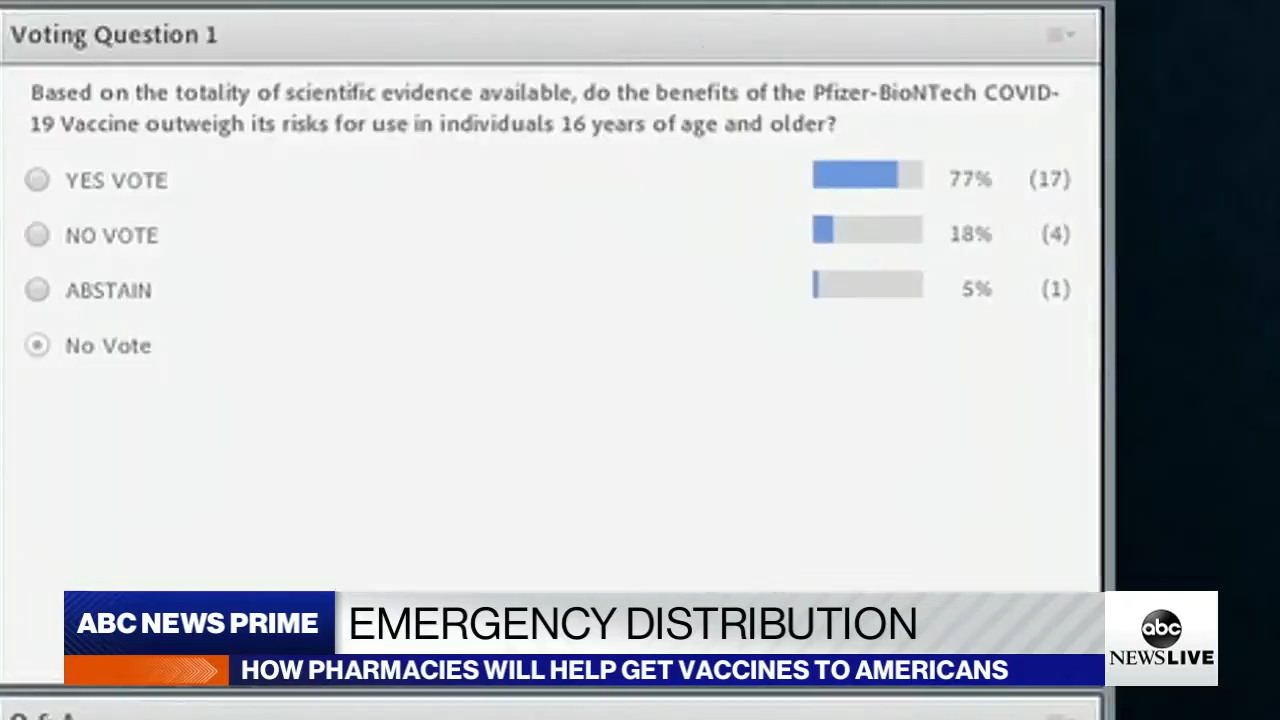 Voting Question 1
Based on the totality of scientific evidence available, do the benefits of the Pfizer-BioNTech COVID-
19 Vaccine outweigh its risks for use in individuals 16 years of age and older?
YES VOTE 77% (17)
NO VOTE 18% (4)
ABSTAIN 5% (1)
No Vote
ABC NEWS PRIME EMERGENCY DISTRIBUTION
HOW PHARMACIES WILL HELP GET VACCINES TO AMERICANS
abc
NEWS LIVE